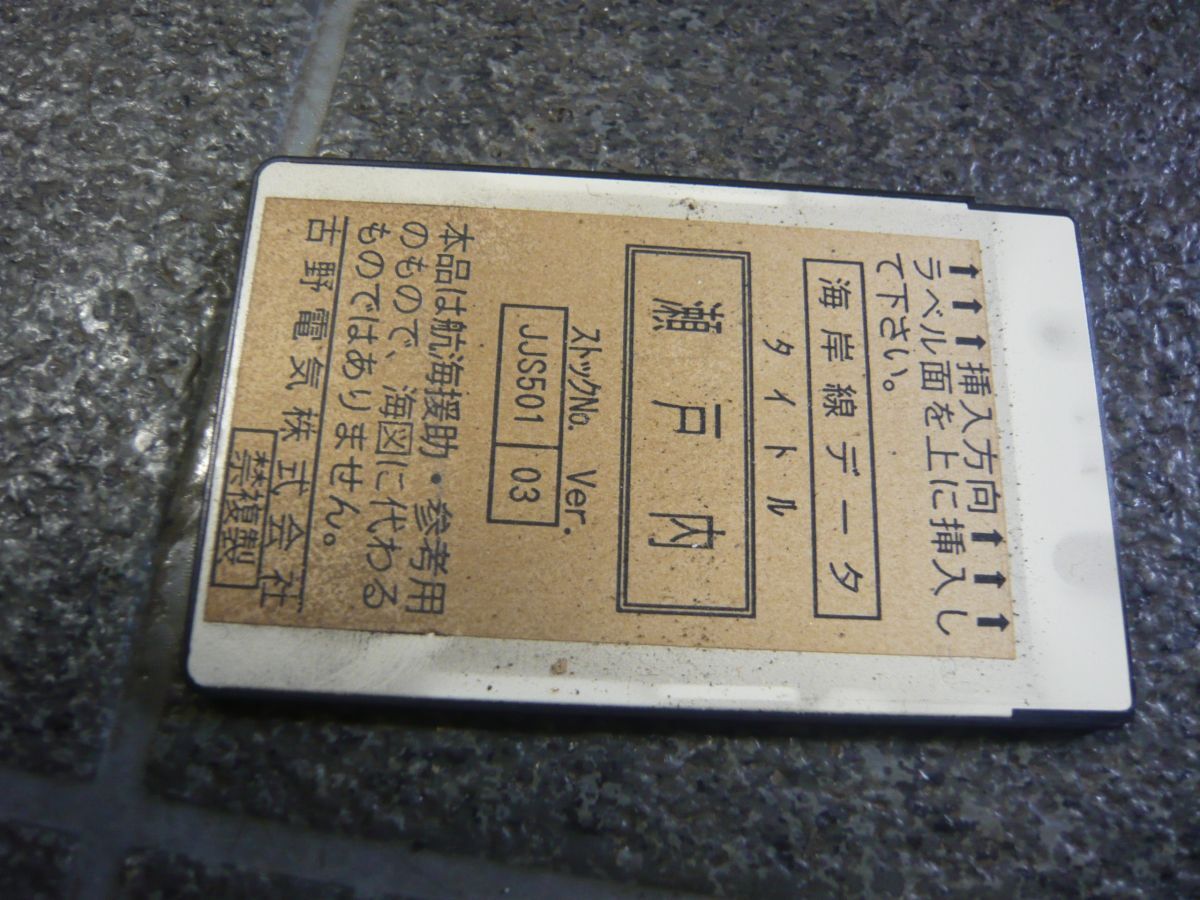 ↑↑↑挿入方向↑↑↑
ラベル面を上に挿入し
て下さい。
海岸線データ
タイトル
瀬戸内
ストックNo. Ver.
JJS501 03
本品は航海援助・参考用
のもので、海図に代わる
ものではありません。
古野電気株式会社
禁複製